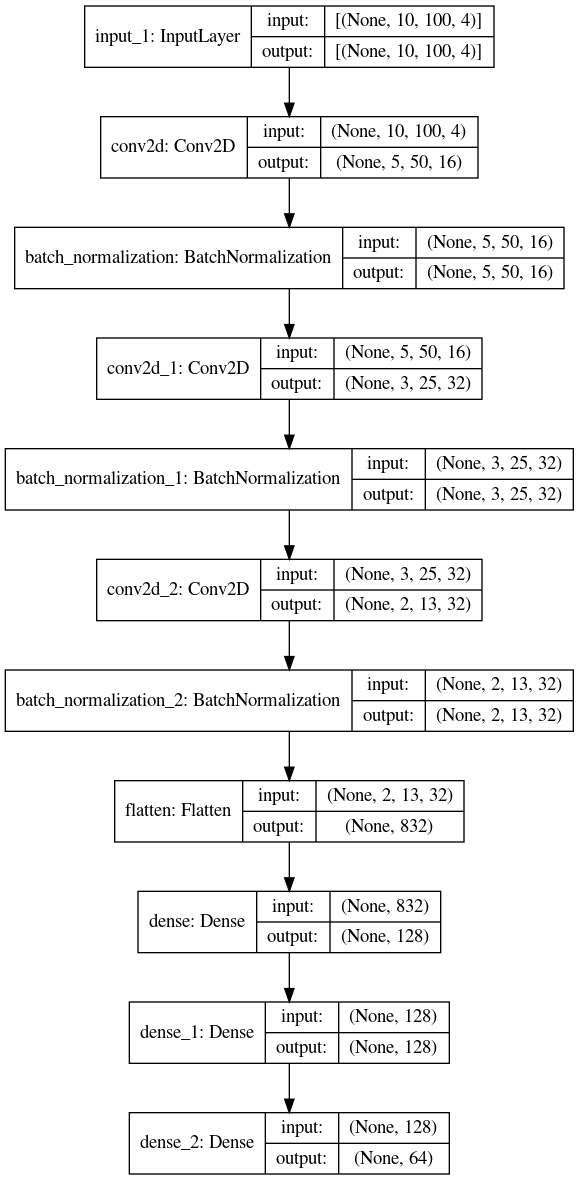 input_1: InputLayer
input:
[(None, 10, 100, 4)]
output:
[(None, 10, 100, 4)]
conv2d: Conv2D
input:
(None, 10, 100, 4)
output:
(None, 5, 50, 16)
batch_normalization: BatchNormalization
input:
(None, 5, 50, 16)
output:
(None, 5, 50, 16)
conv2d_1: Conv2D
input:
(None, 5, 50, 16)
output:
(None, 3, 25, 32)
batch_normalization_1: BatchNormalization
input:
(None, 3, 25, 32)
output:
(None, 3, 25, 32)
conv2d_2: Conv2D
input:
(None, 3, 25, 32)
output:
(None, 2, 13, 32)
batch_normalization_2: BatchNormalization
input:
(None, 2, 13, 32)
output:
(None, 2, 13, 32)
flatten: Flatten
input:
(None, 2, 13, 32)
output:
(None, 832)
dense: Dense
input:
(None, 832)
output:
(None, 128)
dense_1: Dense
input:
(None, 128)
output:
(None, 128)
dense_2: Dense
input:
(None, 128)
output:
(None, 64)